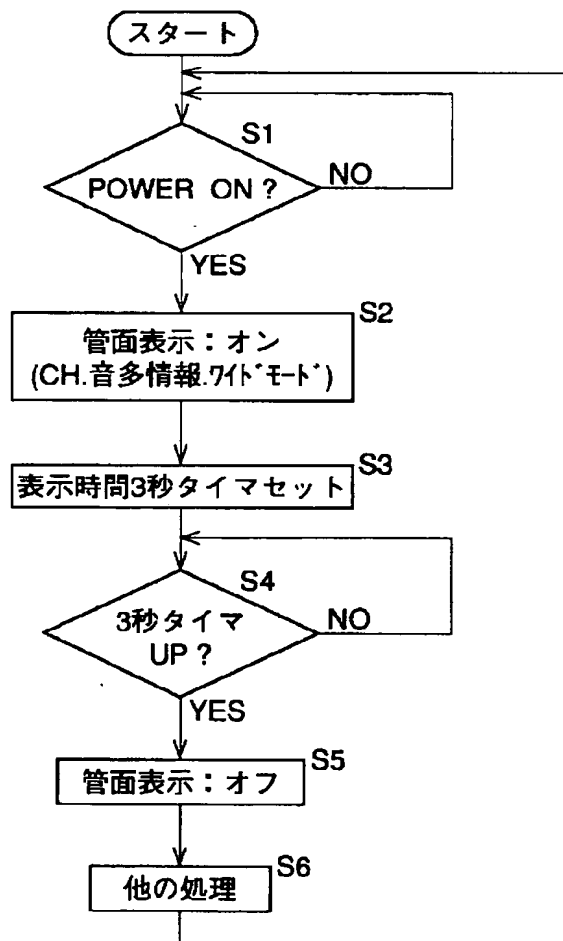 スタート
S1
POWER ON ?
NO
YES
S2
管面表示：オン
(CH.音多情報.ﾜｲﾄﾞﾓｰﾄﾞ)
S3
表示時間3秒タイマセット
S4
3秒タイマ
UP ?
NO
YES
S5
管面表示：オフ
S6
他の処理